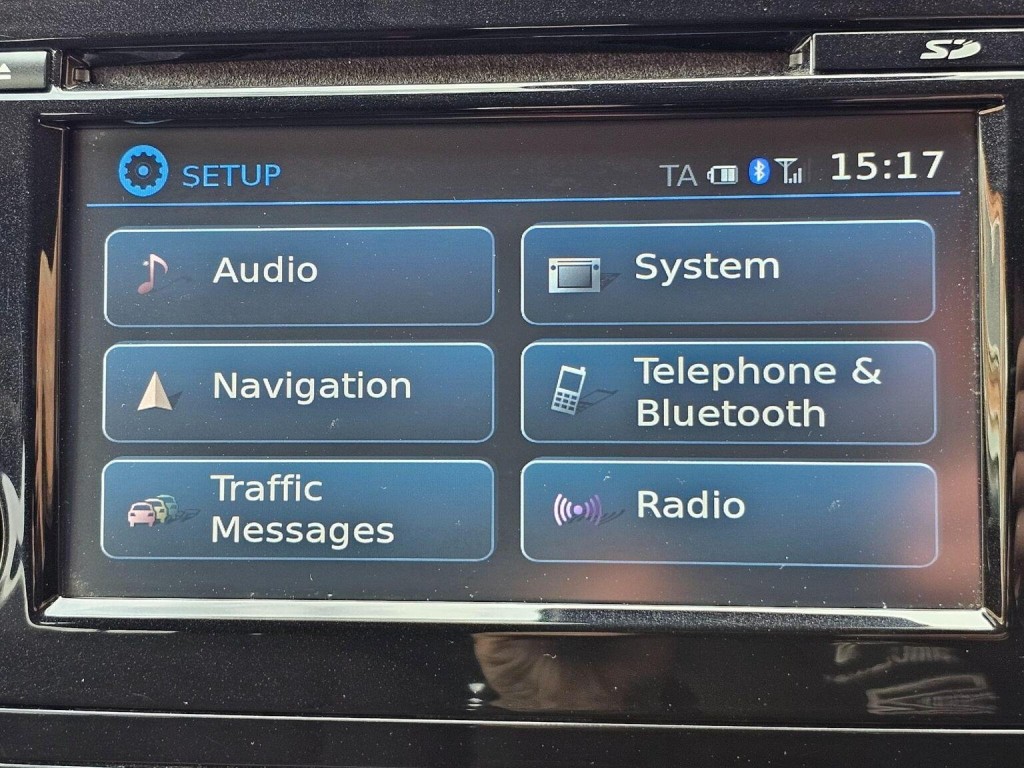 SD
SETUP TA 15:17
Audio
System
Navigation
Telephone &
Bluetooth
Traffic
Messages
Radio